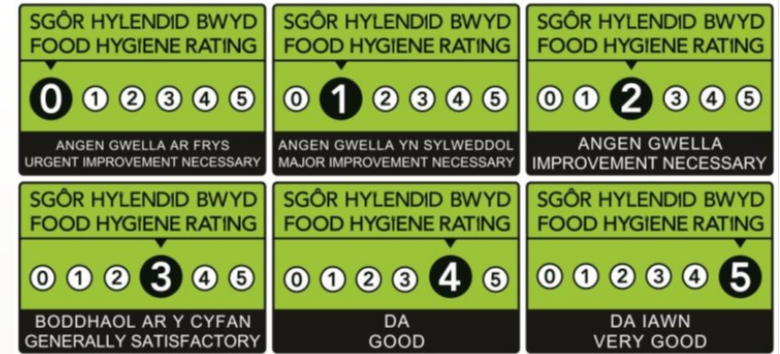 SGÔR HYLENDID BWYD
FOOD HYGIENE RATING
0 1 2 3 4 5
ANGEN GWELLA AR FRYS
URGENT IMPROVEMENT NECESSARY
SGÔR HYLENDID BWYD
FOOD HYGIENE RATING
0 1 2 3 4 5
ANGEN GWELLA YN SYLWEDDOL
MAJOR IMPROVEMENT NECESSARY
SGÔR HYLENDID BWYD
FOOD HYGIENE RATING
0 1 2 3 4 5
ANGEN GWELLA
IMPROVEMENT NECESSARY
SGÔR HYLENDID BWYD
FOOD HYGIENE RATING
0 1 2 3 4 5
BODDHAOL AR Y CYFAN
GENERALLY SATISFACTORY
SGÔR HYLENDID BWYD
FOOD HYGIENE RATING
0 1 2 3 4 5
DA
GOOD
SGÔR HYLENDID BWYD
FOOD HYGIENE RATING
0 1 2 3 4 5
DA IAWN
VERY GOOD